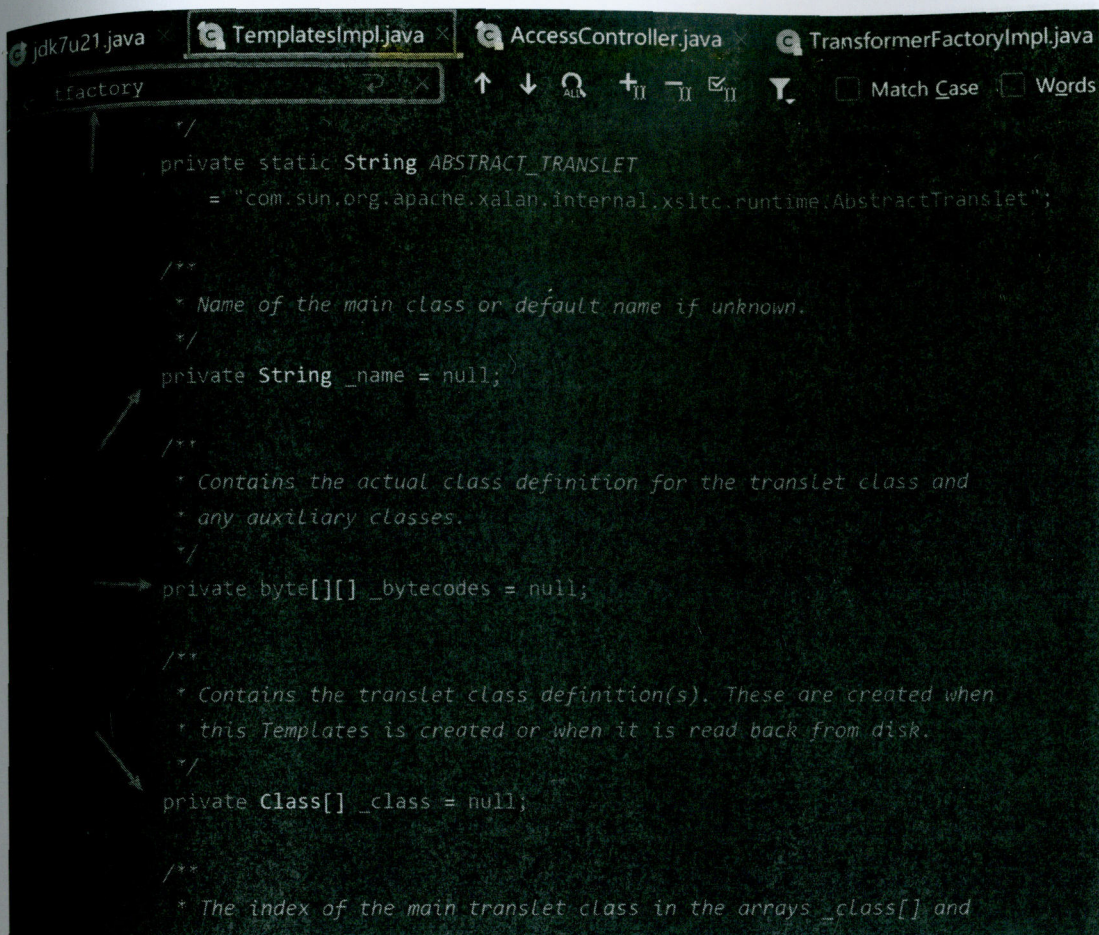 jdk7u21.java TemplatesImpl.java AccessController.java TransformerFactoryImpl.java
tfactory Match Case Words
*/
private static String ABSTRACT_TRANSLET
= "com.sun.org.apache.xalan.internal.xsltc.runtime.AbstractTranslet";
/**
* Name of the main class or default name if unknown.
*/
private String _name = null;
/**
* Contains the actual class definition for the translet class and
* any auxiliary classes.
*/
private byte[][] _bytecodes = null;
/**
* Contains the translet class definition(s). These are created when
* this Templates is created or when it is read back from disk.
*/
private Class[] _class = null;
/**
* The index of the main translet class in the arrays _class[] and